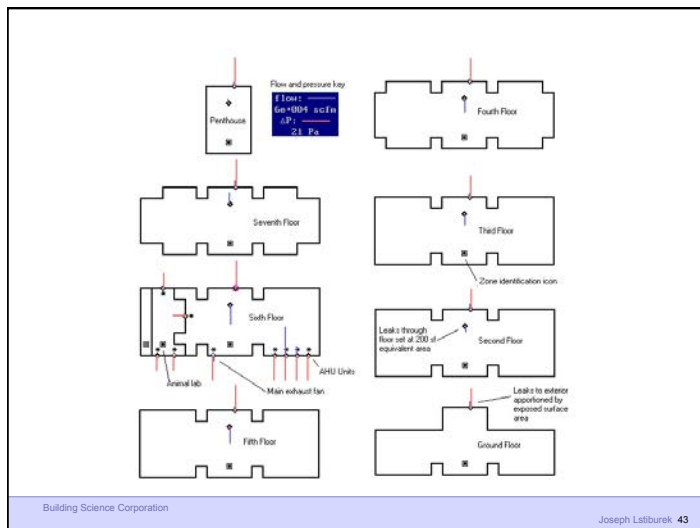 Flow and pressure key
flow:
6e+004 scfm
ΔP:
21 Pa
Penthouse
Fourth Floor
Seventh Floor
Third Floor
Zone identification icon
Sixth Floor
Leaks through
floor set at 200 sf
equivalent area
Second Floor
Animal lab
AHU Units
Main exhaust fan
Leaks to exterior
apportioned by
exposed surface
area
Fifth Floor
Ground Floor
Building Science Corporation
Joseph Lstiburek 43